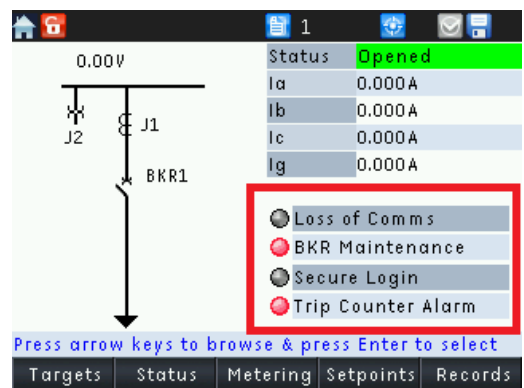 1
0.00V
Status Opened
Ia 0.000A
Ib 0.000A
Ic 0.000A
Ig 0.000A
J2
J1
BKR1
Loss of Comms
BKR Maintenance
Secure Login
Trip Counter Alarm
Press arrow keys to browse & press Enter to select
Targets Status Metering Setpoints Records